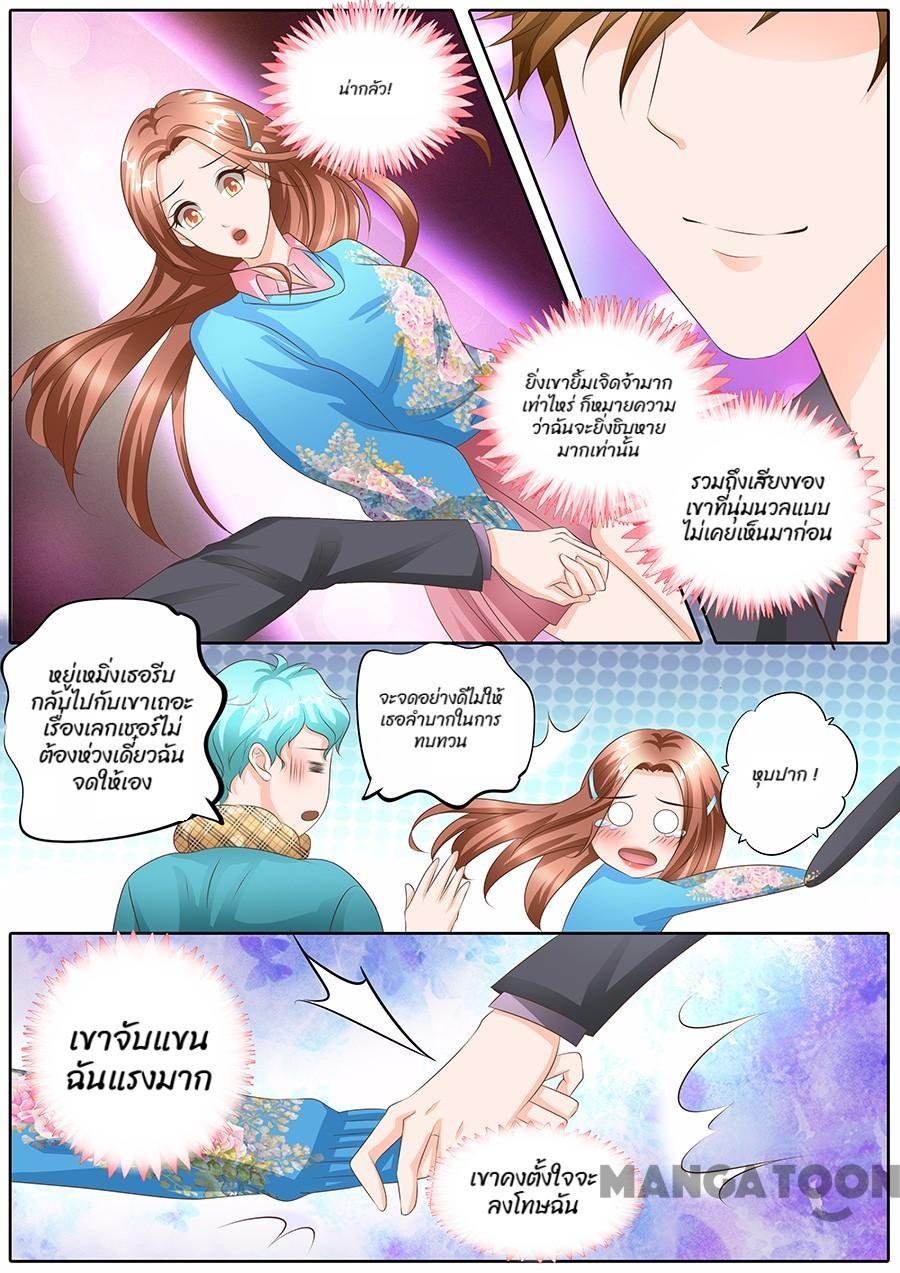 น่ากลัว!
ยิ่งเขายิ้มเจิดจ้ามาก
เท่าไหร่ ก็หมายความ
ว่าฉันจะยิ่งชิบหาย
มากเท่านั้น
รวมถึงเสียงของ
เขาที่นุ่มนวลแบบ
ไม่เคยเห็นมาก่อน
หยู่เหมิ่งเธอรีบ
กลับไปกับเขาเถอะ
เรื่องเลกเชอร์ไม่
ต้องห่วงเดี๋ยวฉัน
จดให้เอง
จะจดอย่างดีไม่ให้
เธอลำบากในการ
ทบทวน
หุบปาก !
เขาจับแขน
ฉันแรงมาก
เขาคงตั้งใจจะ
ลงโทษฉัน
MANGATOON